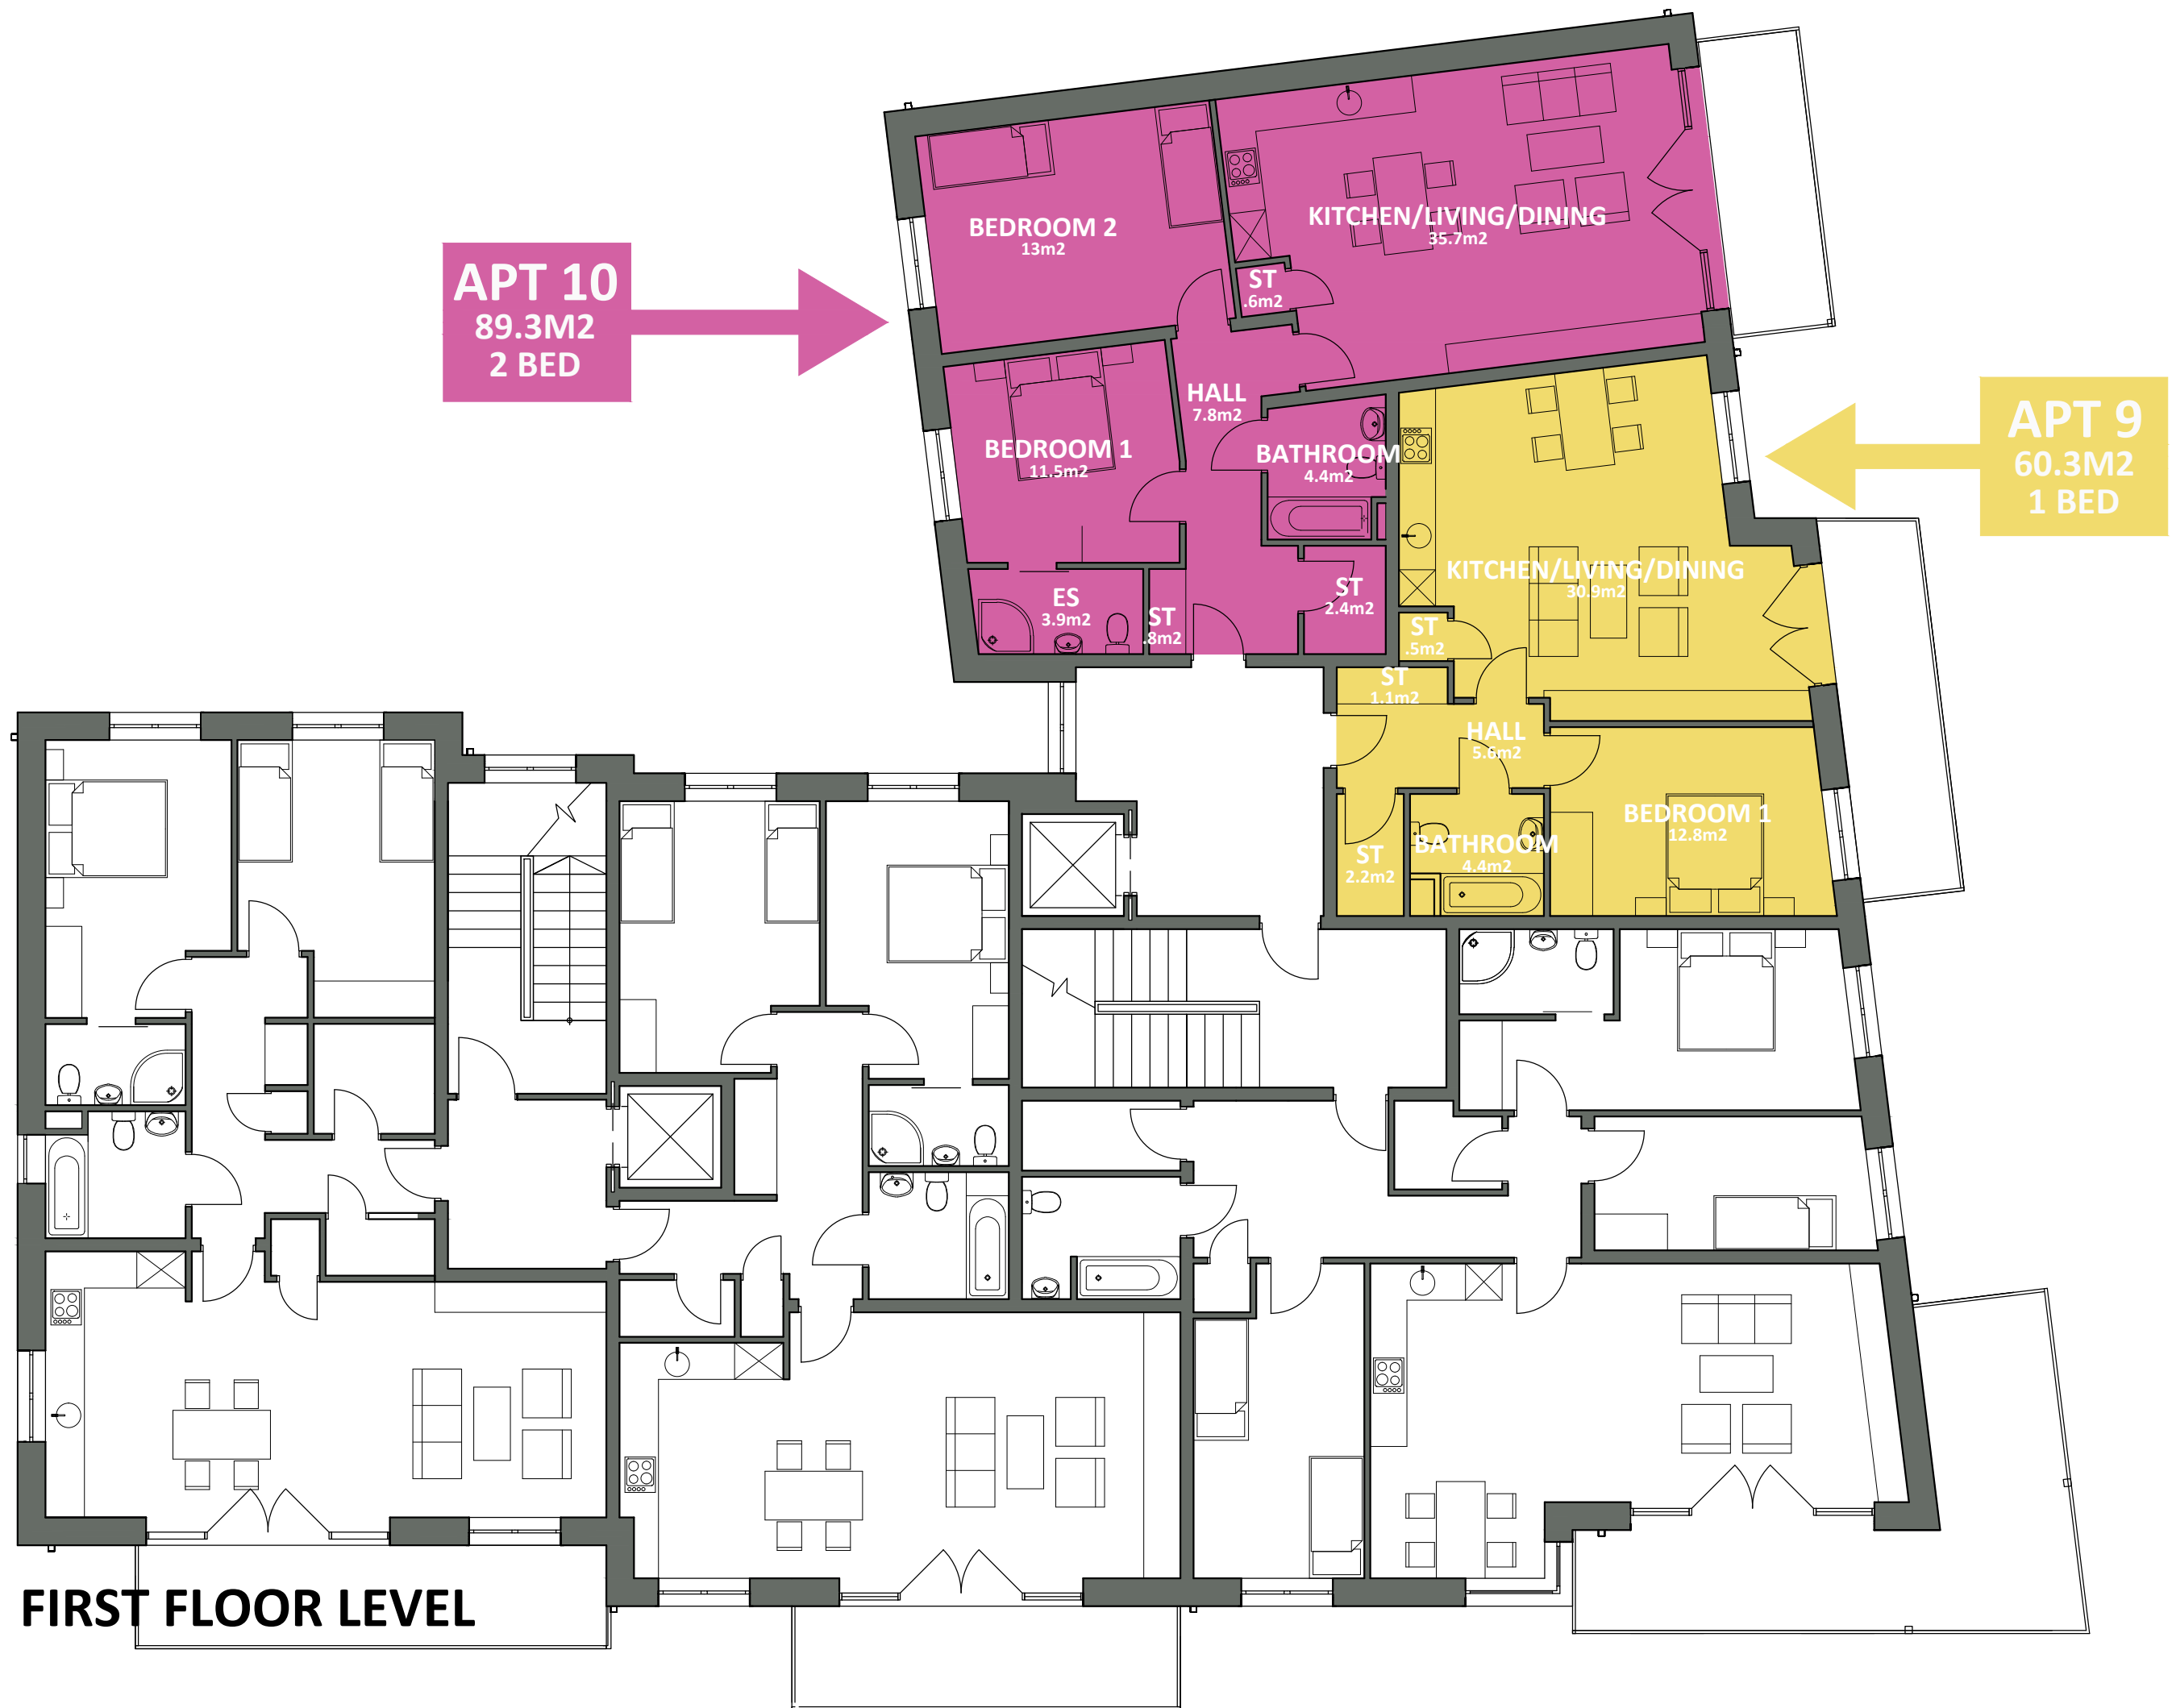 APT 10
89.3M2
2 BED
BEDROOM 2
13m2
KITCHEN/LIVING/DINING
35.7m2
ST
.6m2
HALL
7.8m2
BEDROOM 1
11.5m2
BATHROOM
4.4m2
ES
3.9m2
ST
.8m2
ST
2.4m2
APT 9
60.3M2
1 BED
KITCHEN/LIVING/DINING
30.9m2
ST
.5m2
ST
1.1m2
HALL
5.6m2
BEDROOM 1
12.8m2
BATHROOM
4.4m2
ST
2.2m2
FIRST FLOOR LEVEL